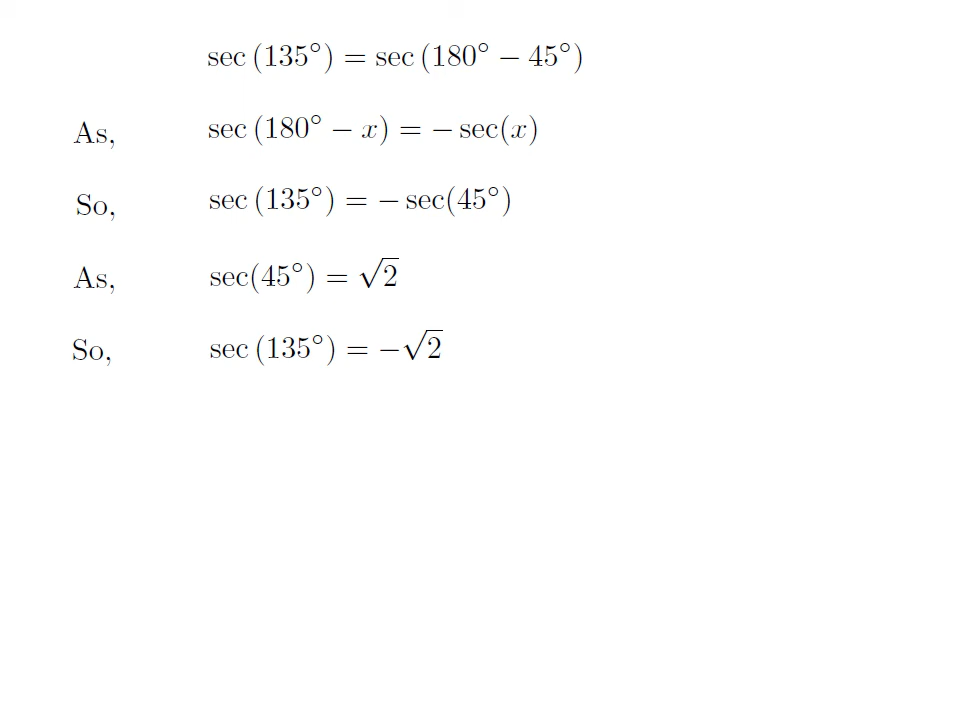 sec (135°) = sec (180° − 45°)
As, sec (180° − x) = − sec(x)
So, sec (135°) = − sec(45°)
As, sec(45°) = √2
So, sec (135°) = −√2